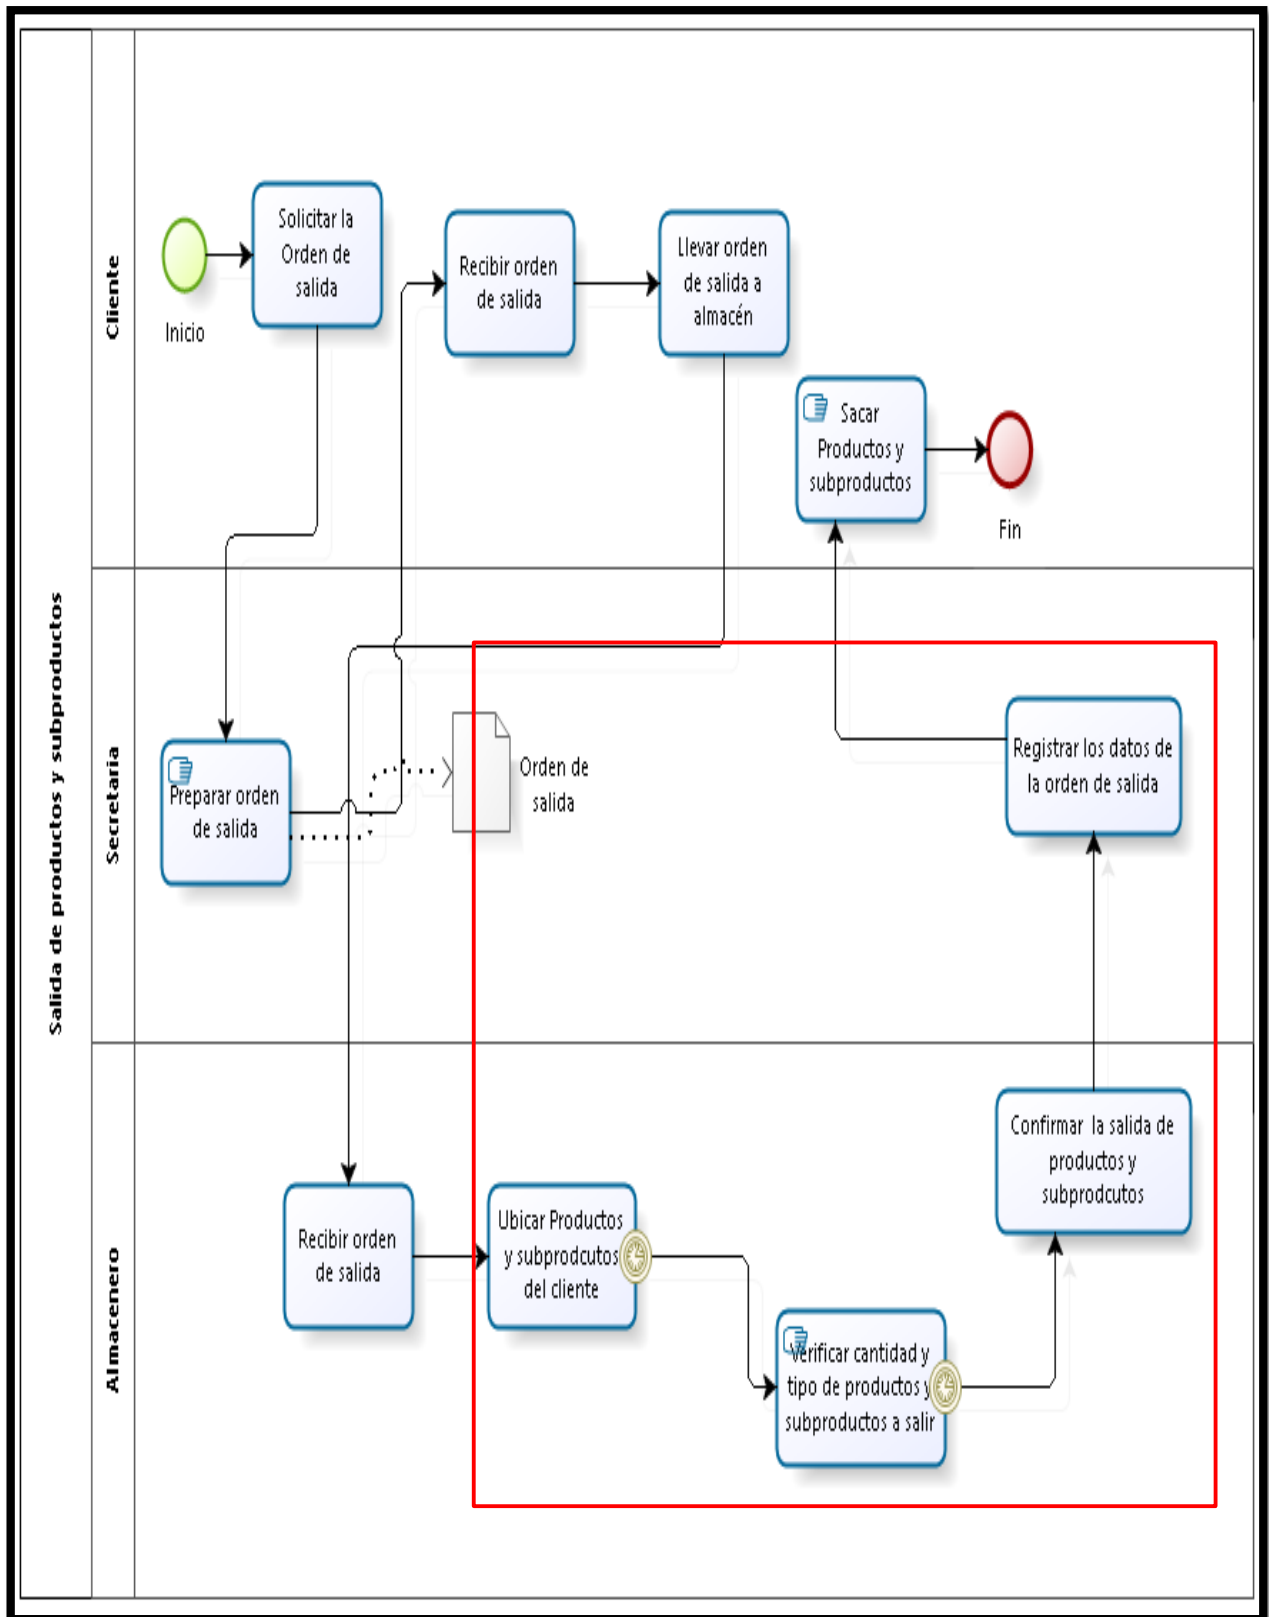 Salida de productos y subproductos
Cliente
Inicio
Solicitar la
Orden de
salida
Recibir orden
de salida
Llevar orden
de salida a
almacén
Sacar
Productos y
subproductos
Fin
Secretaria
Preparar orden
de salida
Orden de
salida
Registrar los datos de
la orden de salida
Almacenero
Recibir orden
de salida
Ubicar Productos
y subprodcutos
del cliente
Verificar cantidad y
tipo de productos y
subproductos a salir
Confirmar la salida de
productos y
subprodcutos